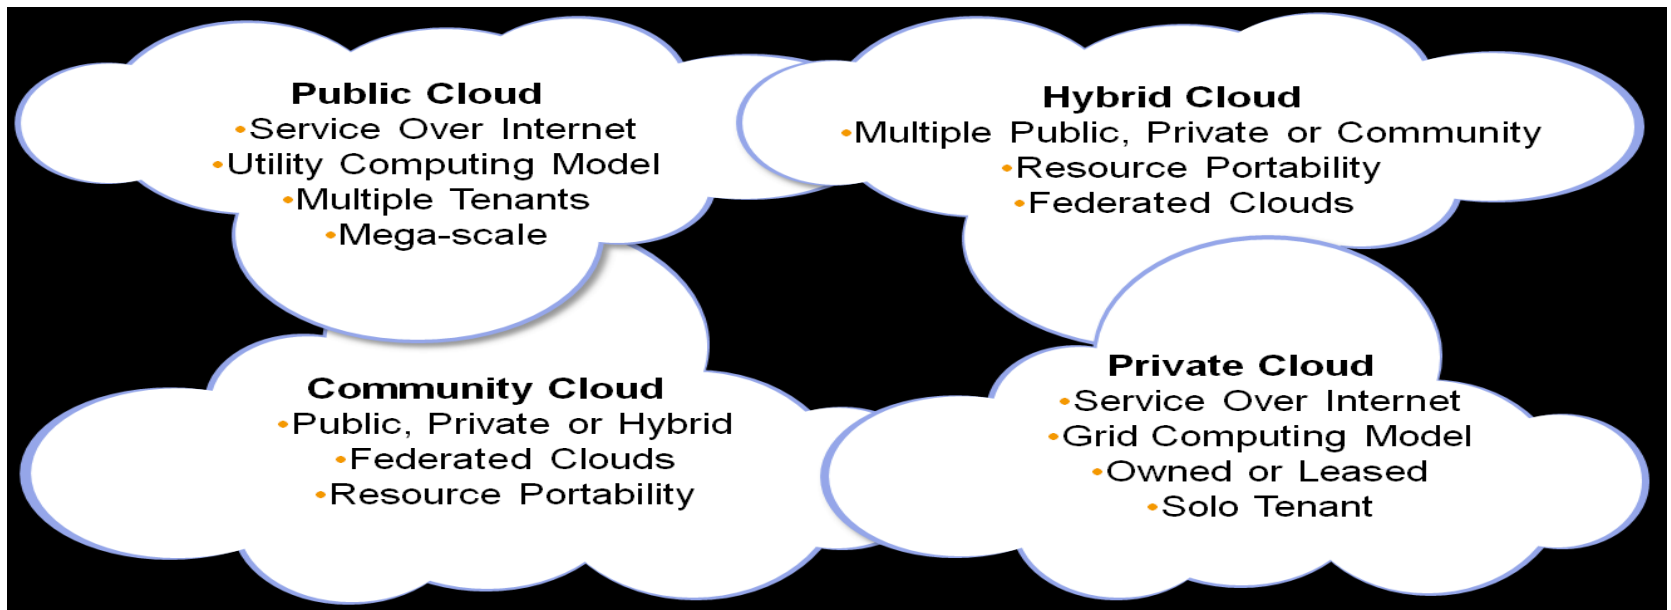 Public Cloud
•Service Over Internet
•Utility Computing Model
•Multiple Tenants
•Mega-scale
Hybrid Cloud
•Multiple Public, Private or Community
•Resource Portability
•Federated Clouds
Community Cloud
•Public, Private or Hybrid
•Federated Clouds
•Resource Portability
Private Cloud
•Service Over Internet
•Grid Computing Model
•Owned or Leased
•Solo Tenant